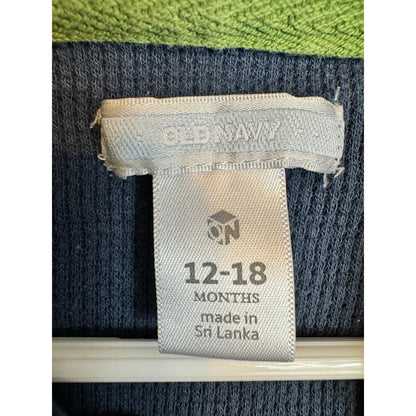 OLD NAVY
ON
12-18
MONTHS
made in
Sri Lanka